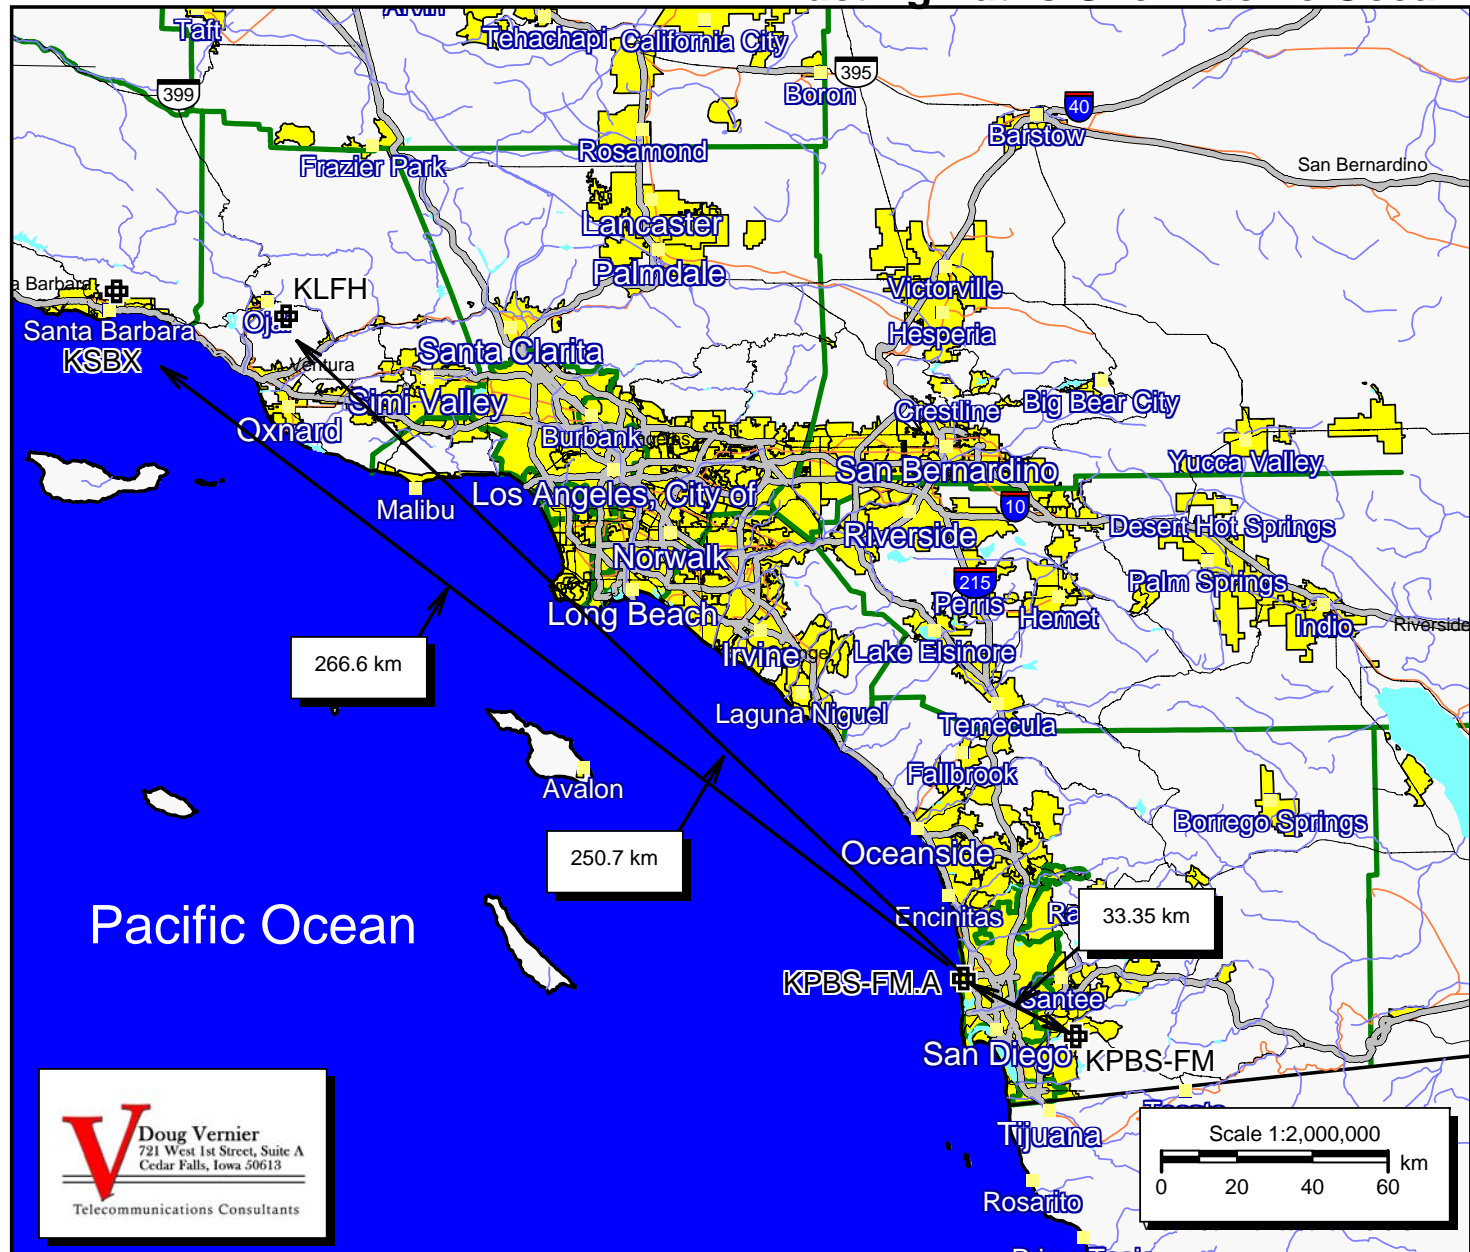 Taft
Arvin
Tehachapi
California City
399
Boron
395
40
Barstow
San Bernardino
Frazier Park
Rosamond
Lancaster
Palmdale
Victorville
Hesperia
a Barbara
Santa Barbara
KSBX
KLFH
Ojai
Ventura
Santa Clarita
Simi Valley
Oxnard
Burbank
Crestline
Big Bear City
San Bernardino
Yucca Valley
Malibu
Los Angeles, City of
10
Desert Hot Springs
Riverside
Norwalk
215
Palm Springs
Long Beach
Perris
Hemet
Indio
Riverside
266.6 km
Irvine
Lake Elsinore
Laguna Niguel
Temecula
Avalon
Fallbrook
Borrego Springs
250.7 km
Oceanside
Pacific Ocean
Encinitas
Ra
33.35 km
KPBS-FM.A
Santee
San Diego
KPBS-FM
Tijuana
Rosarito
V
Doug Vernier
721 West 1st Street, Suite A
Cedar Falls, Iowa 50613
Telecommunications Consultants
Scale 1:2,000,000
km
0 20 40 60